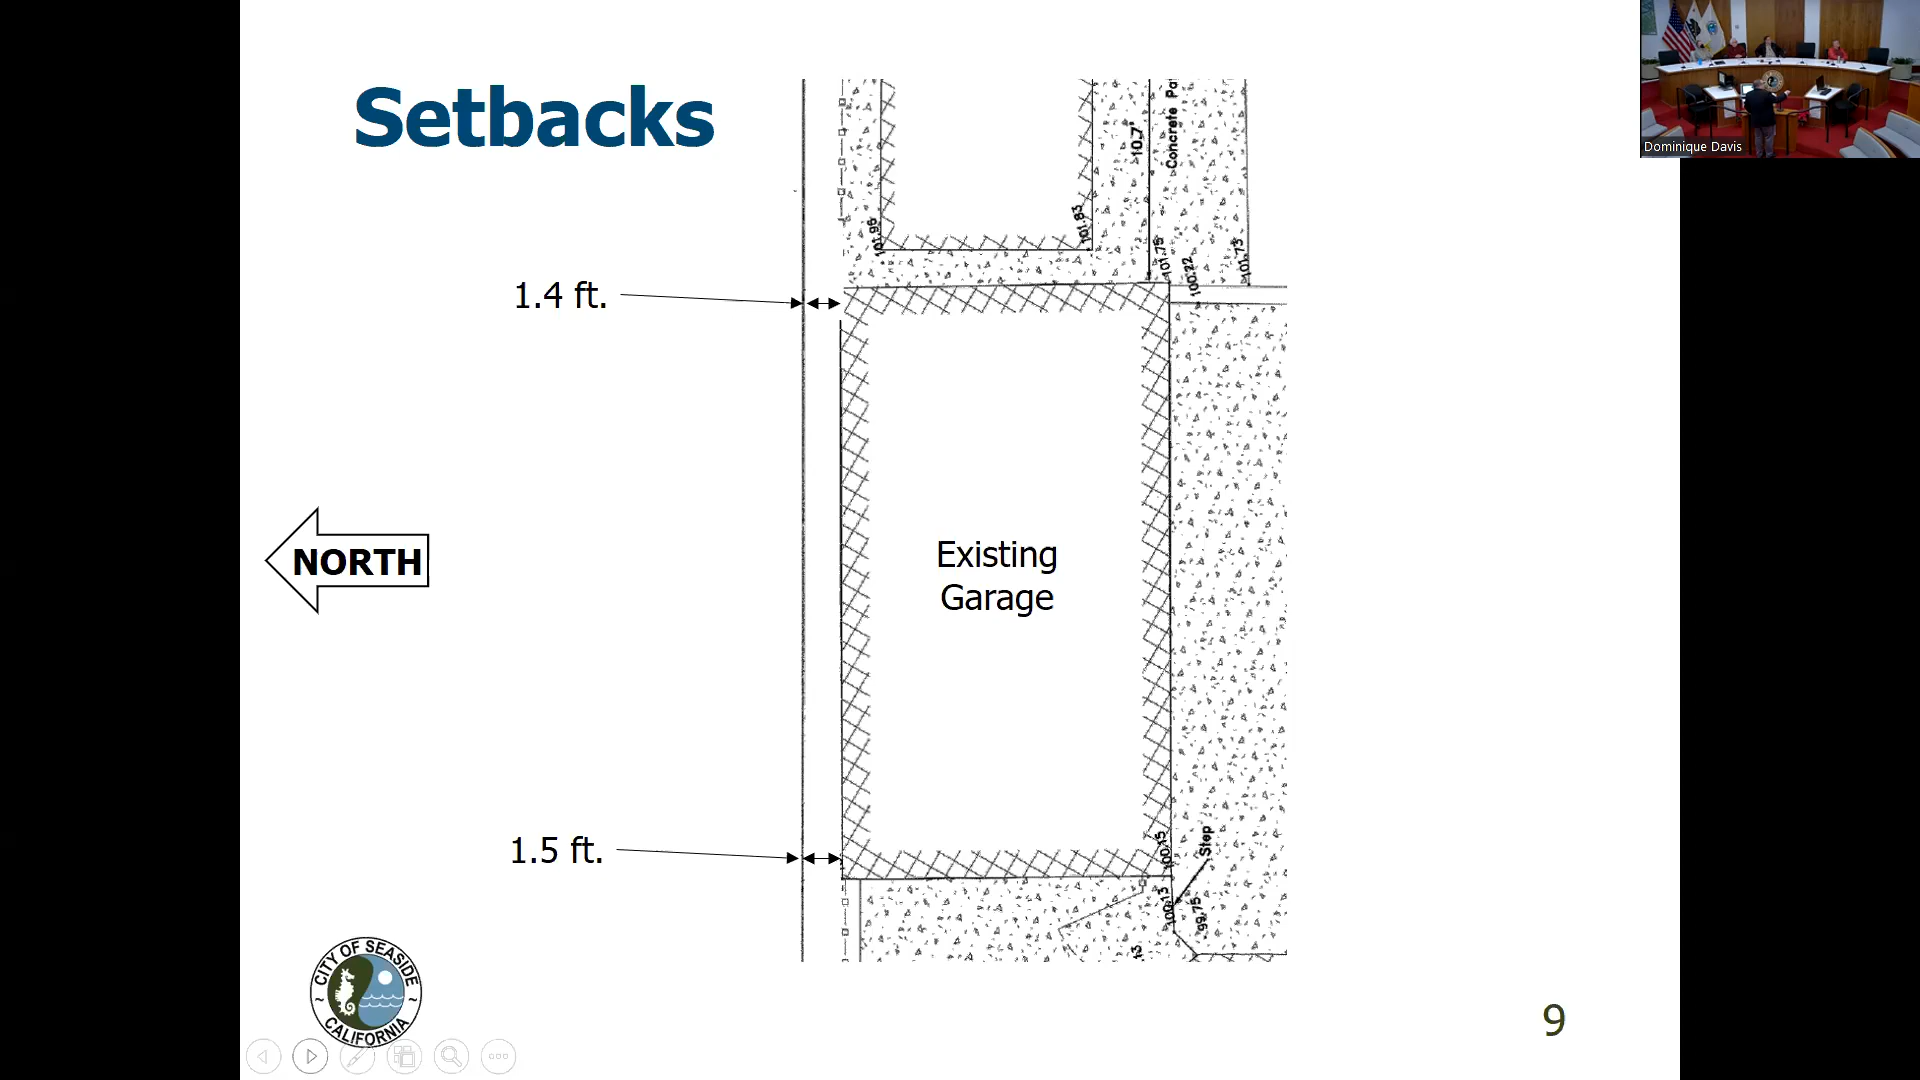 Setbacks
1.4 ft.
1.5 ft.
NORTH
Existing
Garage
10.7'
Concrete Pa
101.96
101.83
101.75
100.22
101.73
100.15
Step
100.13
99.75
CITY OF SEASIDE
~ ~
CALIFORNIA
9
Dominique Davis